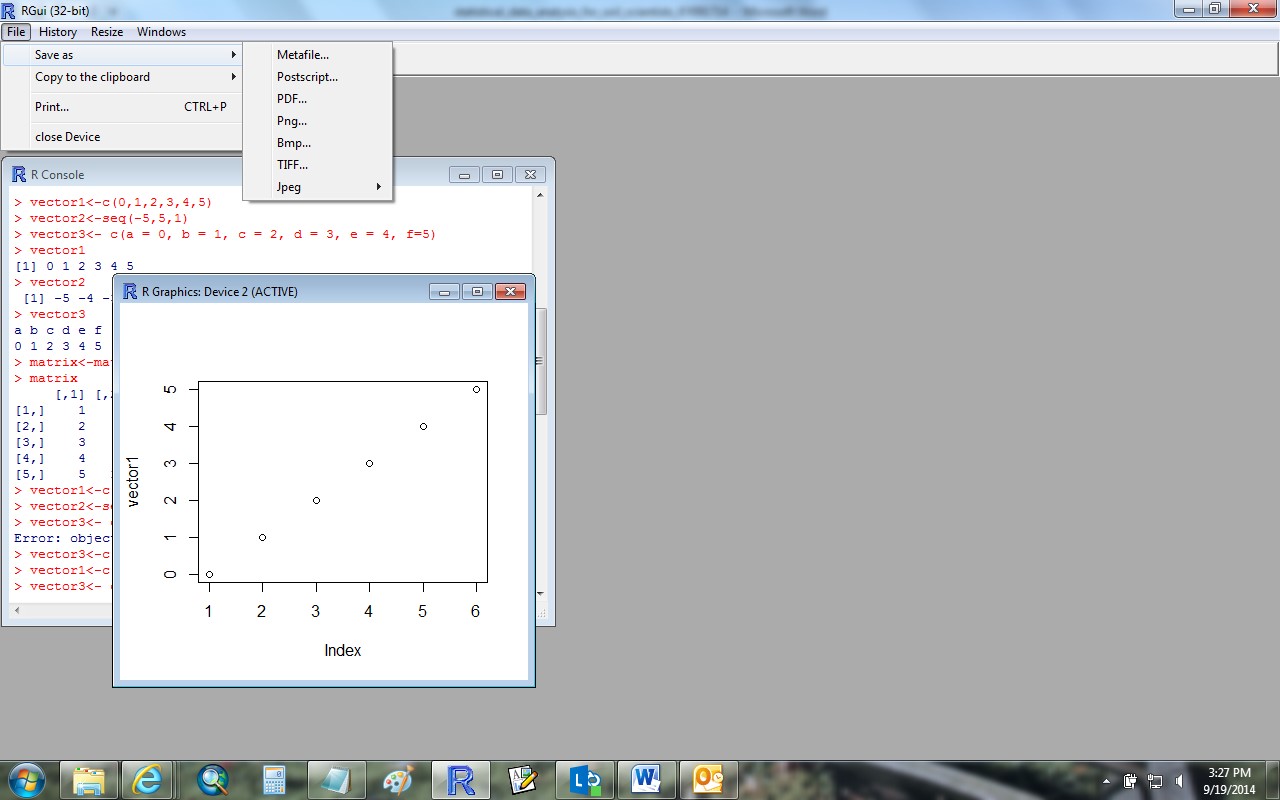 RGui (32-bit)
File History Resize Windows
Save as
Copy to the clipboard
Print... CTRL+P
close Device
Metafile...
Postscript...
PDF...
Png...
Bmp...
TIFF...
Jpeg
R Console
> vector1<-c(0,1,2,3,4,5)
> vector2<-seq(-5,5,1)
> vector3<- c(a = 0, b = 1, c = 2, d = 3, e = 4, f=5)
> vector1
[1] 0 1 2 3 4 5
> vector2
[1] -5 -4
> vector3
a b c d e f
0 1 2 3 4 5
> matrix<-mat
> matrix
[,1] [,
[1,] 1
[2,] 2
[3,] 3
[4,] 4
[5,] 5
> vector1<-c
> vector2<-se
> vector3<-
Error: objec
> vector3<-c
> vector1<-c
> vector3<-
R Graphics: Device 2 (ACTIVE)
5
4
3
2
1
0
vector1
1 2 3 4 5 6
Index
3:27 PM
9/19/2014